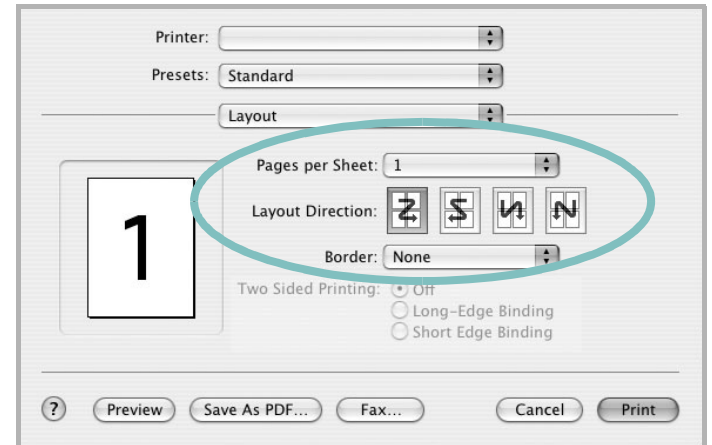 Printer:
Presets: Standard
Layout
Pages per Sheet: 1
Layout Direction:
1
Border: None
Two Sided Printing: Off
Long-Edge Binding
Short Edge Binding
? Preview Save As PDF... Fax... Cancel Print